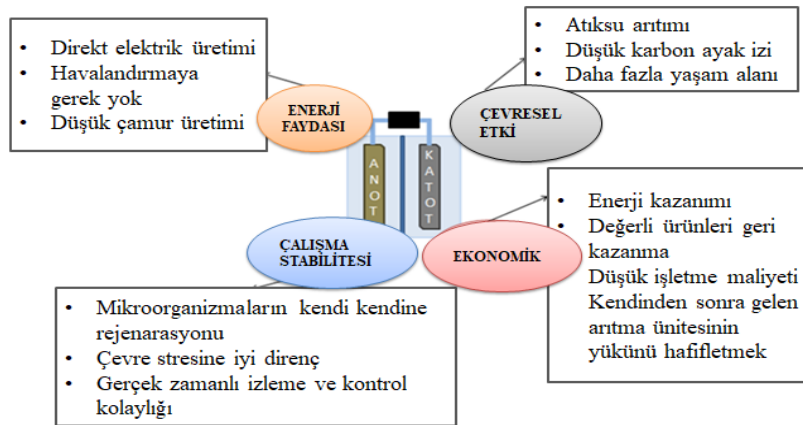 • Direkt elektrik üretimi
• Havalandırmaya
gerek yok
• Düşük çamur üretimi
ENERJİ
FAYDASI
• Atıksu arıtımı
• Düşük karbon ayak izi
• Daha fazla yaşam alanı
ÇEVRESEL
ETKİ
ANOT
KATOT
ÇALIŞMA
STABİLİTESİ
• Mikroorganizmaların kendi kendine
rejenarasyonu
• Çevre stresine iyi direnç
• Gerçek zamanlı izleme ve kontrol
kolaylığı
EKONOMİK
• Enerji kazanımı
• Değerli ürünleri geri
kazanma
Düşük işletme maliyeti
Kendinden sonra gelen
arıtma ünitesinin
yükünü hafifletmek